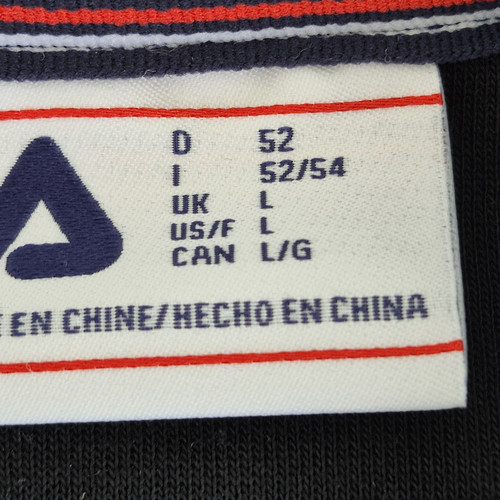 D 52
I 52/54
UK L
US/F L
CAN L/G
EN CHINE/HECHO EN CHINA